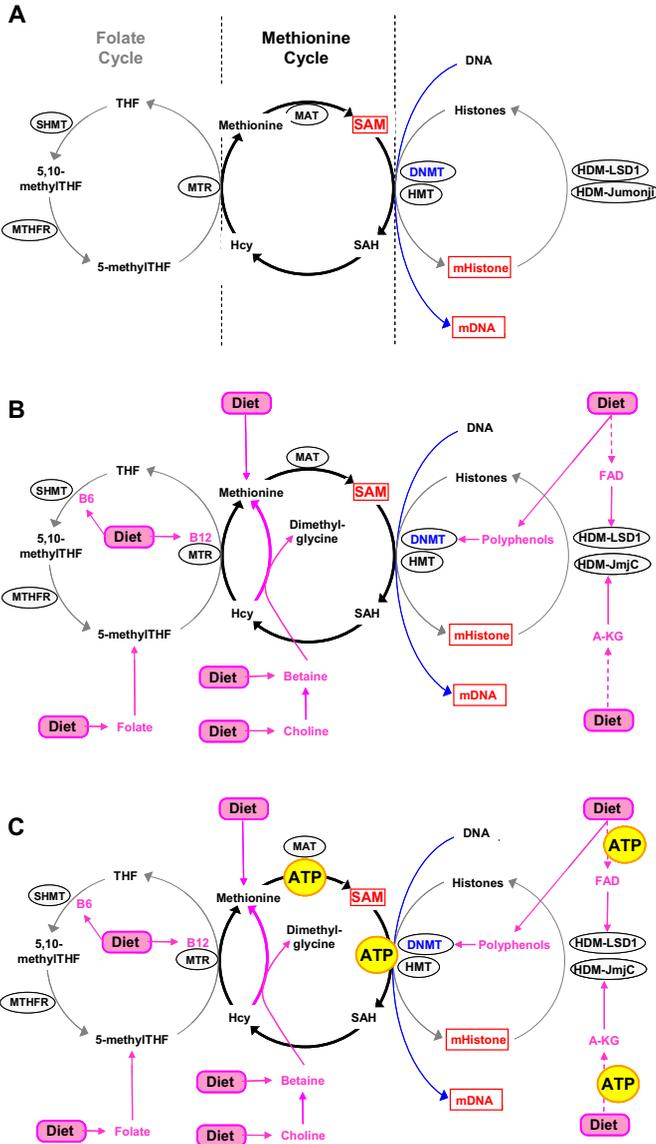 A
Folate
Cycle
Methionine
Cycle
DNA
THF
MAT
Histones
SHMT
Methionine
SAM
5,10-
methylTHF
MTR
DNMT
HMT
HDM-LSD1
HDM-Jumonji
MTHFR
Hcy
SAH
5-methylTHF
mHistone
mDNA
B
Diet
Diet
DNA
THF
MAT
FAD
Histones
SHMT
B6
Methionine
SAM
Diet
B12
Dimethyl-
glycine
5,10-
methylTHF
MTR
DNMT
Polyphenols
HMT
HDM-LSD1
HDM-JmjC
MTHFR
Hcy
SAH
5-methylTHF
mHistone
A-KG
Diet
Betaine
mDNA
Diet
Folate
Diet
Choline
Diet
C
Diet
Diet
DNA
MAT
ATP
ATP
THF
FAD
Histones
SHMT
B6
Methionine
SAM
Diet
B12
Dimethyl-
glycine
5,10-
methylTHF
MTR
ATP
DNMT
Polyphenols
HMT
HDM-LSD1
HDM-JmjC
MTHFR
Hcy
SAH
5-methylTHF
mHistone
A-KG
Diet
Betaine
ATP
mDNA
Diet
Folate
Diet
Choline
Diet